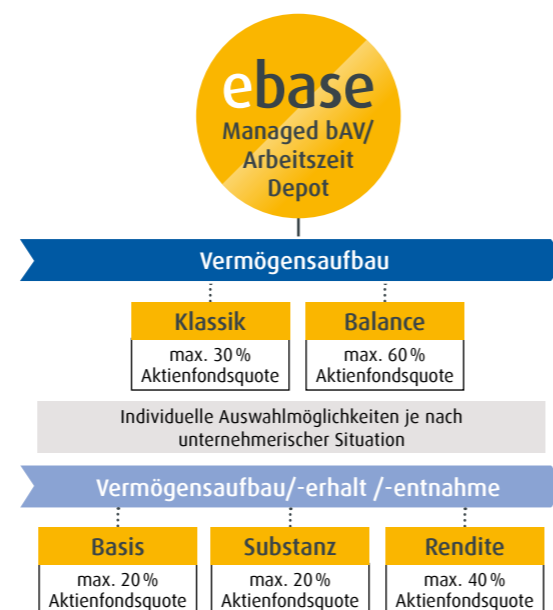 ebase
Managed bAV/
Arbeitszeit
Depot
Vermögensaufbau
Klassik
max. 30 %
Aktienfondsquote
Balance
max. 60 %
Aktienfondsquote
Individuelle Auswahlmöglichkeiten je nach
unternehmerischer Situation
Vermögensaufbau/-erhalt /-entnahme
Basis
max. 20 %
Aktienfondsquote
Substanz
max. 20 %
Aktienfondsquote
Rendite
max. 40 %
Aktienfondsquote